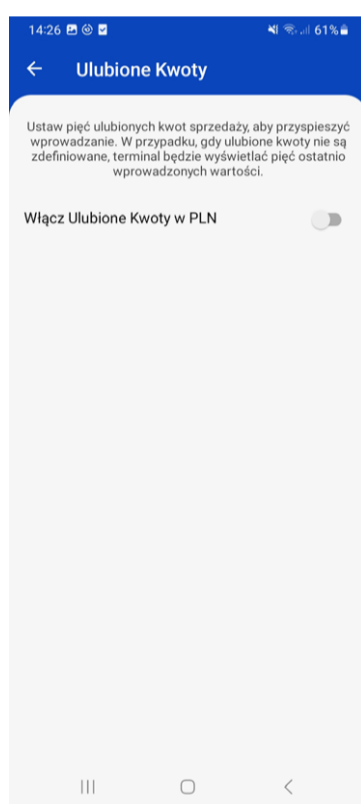 14:26 61%
Ulubione Kwoty
Ustaw pięć ulubionych kwot sprzedaży, aby przyspieszyć
wprowadzanie. W przypadku, gdy ulubione kwoty nie są
zdefiniowane, terminal będzie wyświetlać pięć ostatnio
wprowadzonych wartości.
Włącz Ulubione Kwoty w PLN